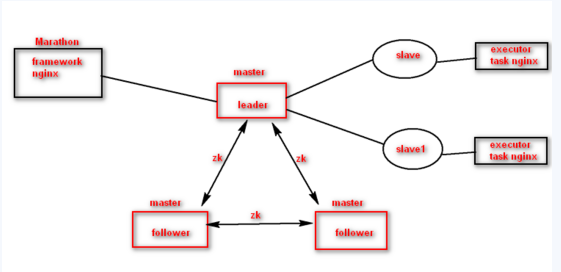 Marathon
framework
nginx
master
leader
slave
executor
task nginx
slave1
executor
task nginx
zk
zk
master
follower
zk
master
follower